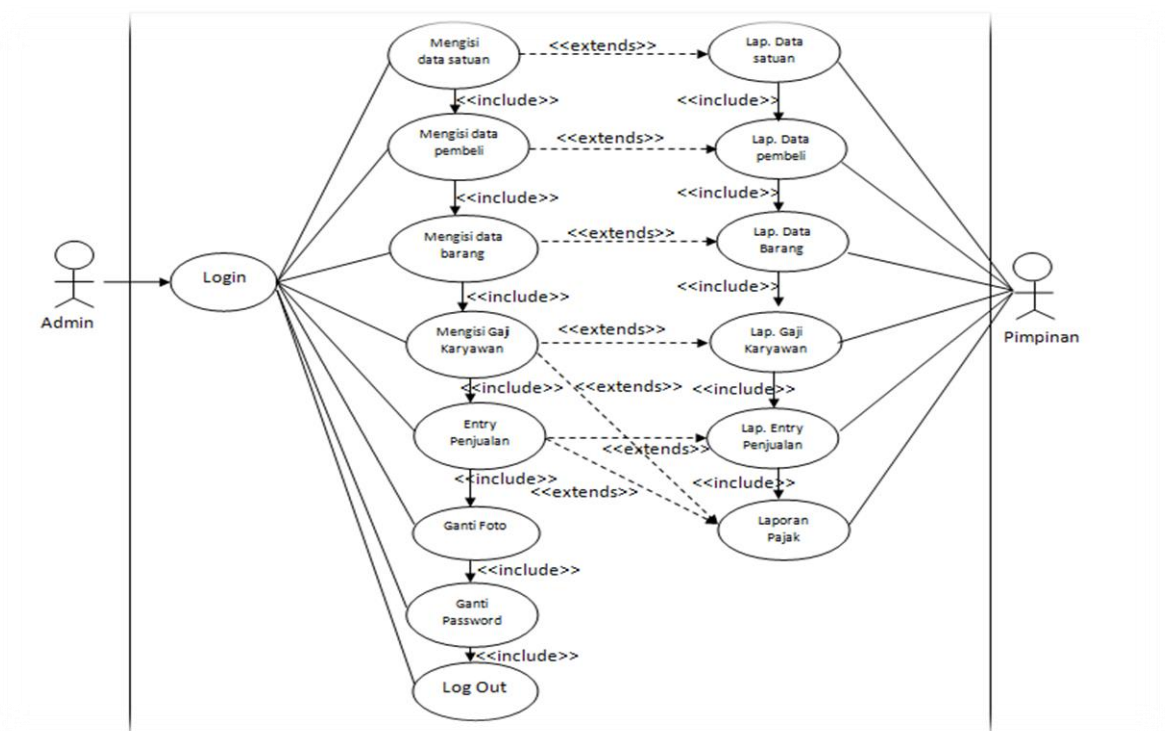 Mengisi
data satuan
<<extends>>
Lap. Data
satuan
<<include>>
<<include>>
Mengisi data
pembeli
<<extends>>
Lap. Data
pembeli
<<include>>
<<include>>
Mengisi data
barang
<<extends>>
Lap. Data
Barang
Login
Admin
<<include>>
<<include>>
Mengisi Gaji
Karyawan
<<extends>>
Lap. Gaji
Karyawan
Pimpinan
<<include>>
<<extends>>
<<include>>
Entry
Penjualan
<<extends>>
Lap. Entry
Penjualan
<<include>>
<<extends>>
<<include>>
Ganti Foto
Laporan
Pajak
<<include>>
Ganti
Password
<<include>>
Log Out